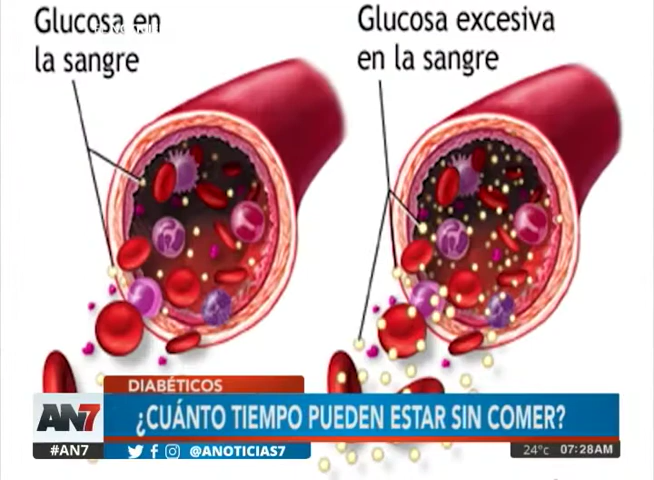 Glucosa en
la sangre
Glucosa excesiva
en la sangre
DIABÉTICOS
AN7
¿CUÁNTO TIEMPO PUEDEN ESTAR SIN COMER?
#AN7
@ANOTICIAS7
24°c
07:28AM